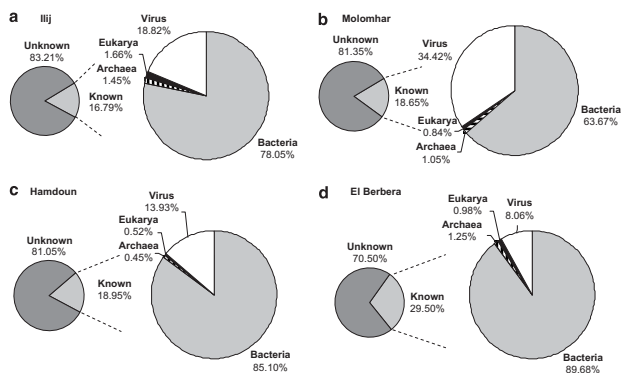 a Ilij
Unknown
83.21%
Known
16.79%
Virus
18.82%
Eukarya
1.66%
Archaea
1.45%
Bacteria
78.05%
b Molomhar
Unknown
81.35%
Known
18.65%
Virus
34.42%
Eukarya
0.84%
Archaea
1.05%
Bacteria
63.67%
c Hamdoun
Unknown
81.05%
Known
18.95%
Virus
13.93%
Eukarya
0.52%
Archaea
0.45%
Bacteria
85.10%
d El Berbera
Unknown
70.50%
Known
29.50%
Eukarya
0.98%
Archaea
1.25%
Virus
8.06%
Bacteria
89.68%